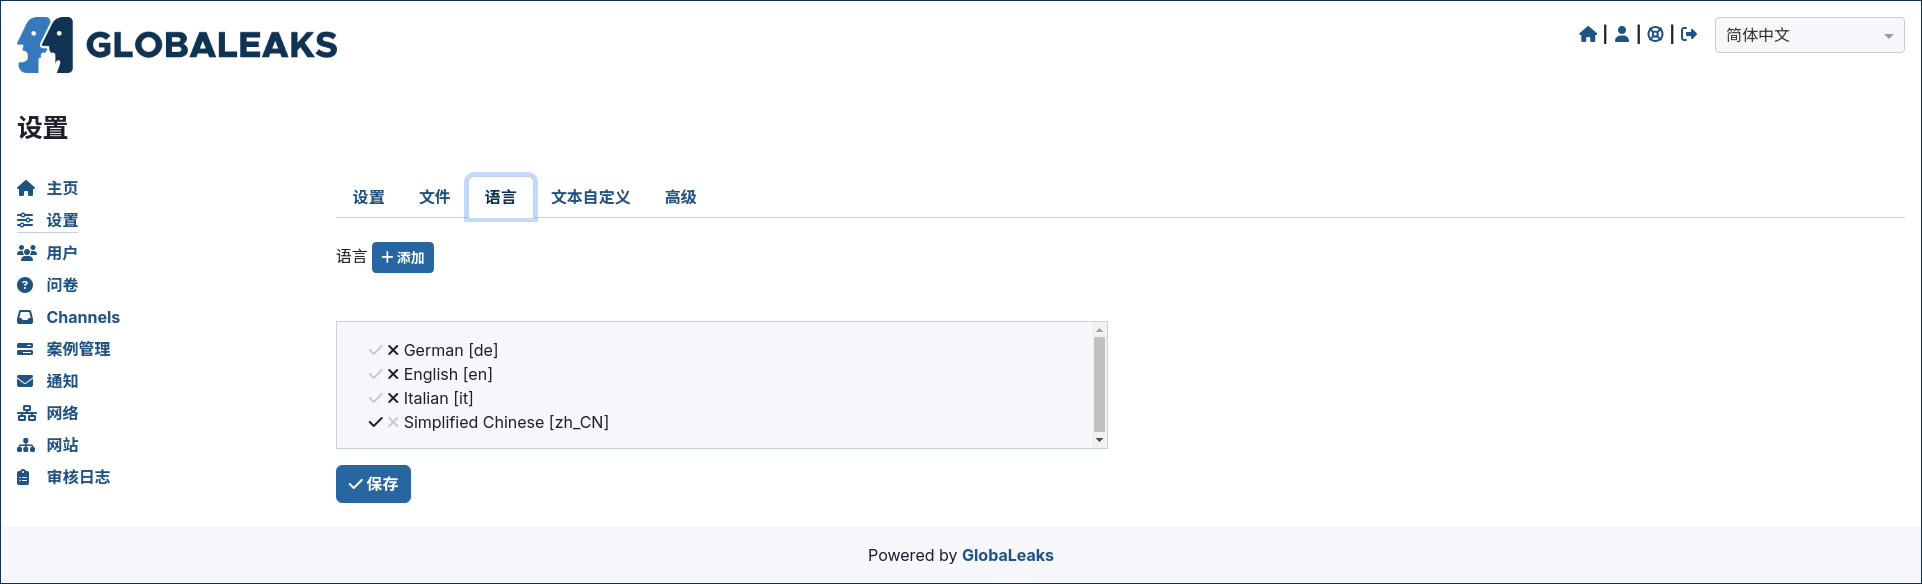 GLOBALEAKS
简体中文
设置
主页
设置
用户
问卷
Channels
案例管理
通知
网络
网站
审核日志
设置 文件 语言 文本自定义 高级
语言 添加
German [de]
English [en]
Italian [it]
Simplified Chinese [zh_CN]
保存
Powered by GlobaLeaks